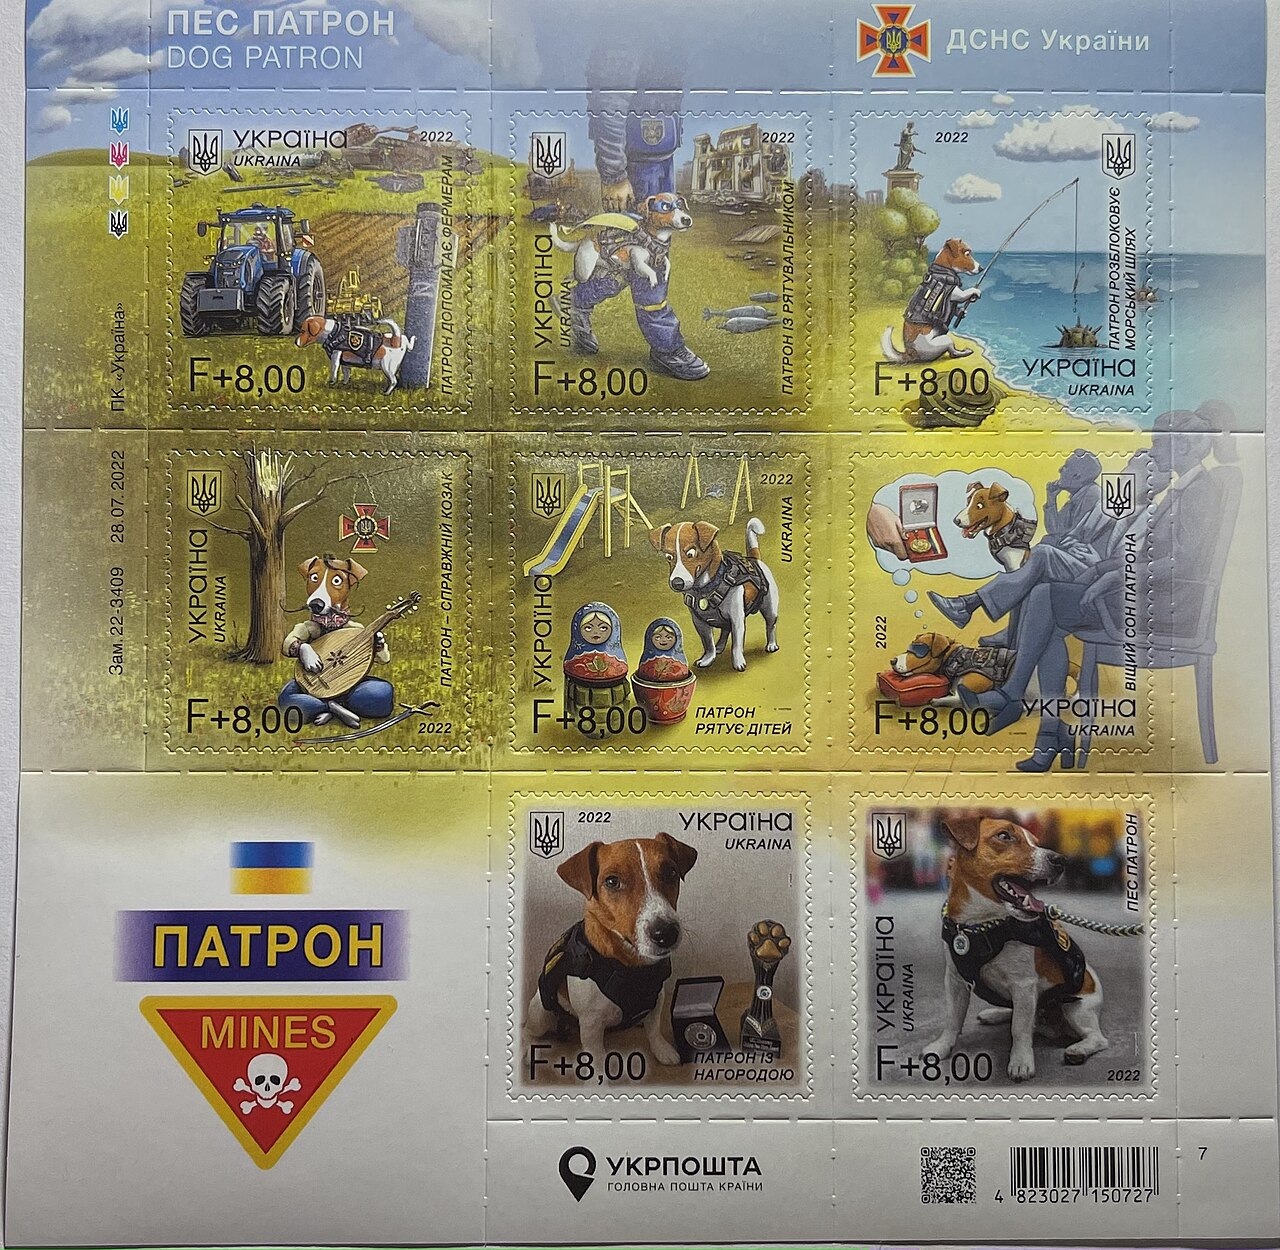 ПЕС ПАТРОН
DOG PATRON
ДСНС України
УКРАЇНА
UKRAINA
2022
ПАТРОН ДОПОМАГАЄ ФЕРМЕРАМ
F+8,00
2022
УКРАЇНА
UKRAINA
ПАТРОН ІЗ РЯТУВАЛЬНИКОМ
F+8,00
2022
ПАТРОН РОЗБЛОКОВУЄ
МОРСЬКИЙ ШЛЯХ
F+8,00
УКРАЇНА
UKRAINA
ПК «Україна»
Зам. 22-3409 28.07.2022
УКРАЇНА
UKRAINA
ПАТРОН – СПРАВЖНІЙ КОЗАК
F+8,00
2022
2022
UKRAINA
УКРАЇНА
F+8,00
ПАТРОН
РЯТУЄ ДІТЕЙ
2022
ВІЩИЙ СОН ПАТРОНА
F+8,00
УКРАЇНА
UKRAINA
ПАТРОН
MINES
2022
УКРАЇНА
UKRAINA
F+8,00
ПАТРОН ІЗ
НАГОРОДОЮ
ПЕС ПАТРОН
УКРАЇНА
UKRAINA
F+8,00
2022
УКРПОШТА
ГОЛОВНА ПОШТА КРАЇНИ
4 823027 150727
7